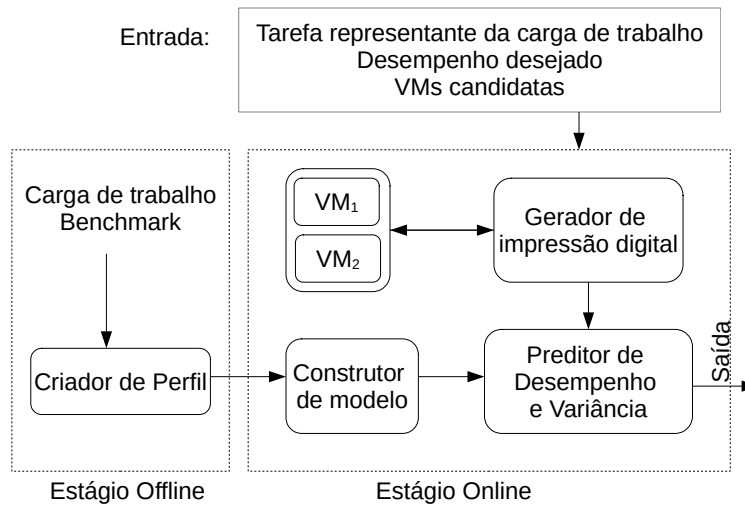 Entrada:
Tarefa representante da carga de trabalho
Desempenho desejado
VMs candidatas
Carga de trabalho
Benchmark
VM₁
VM₂
Gerador de
impressão digital
Criador de Perfil
Construtor
de modelo
Preditor de
Desempenho
e Variância
Saída
Estágio Offline
Estágio Online